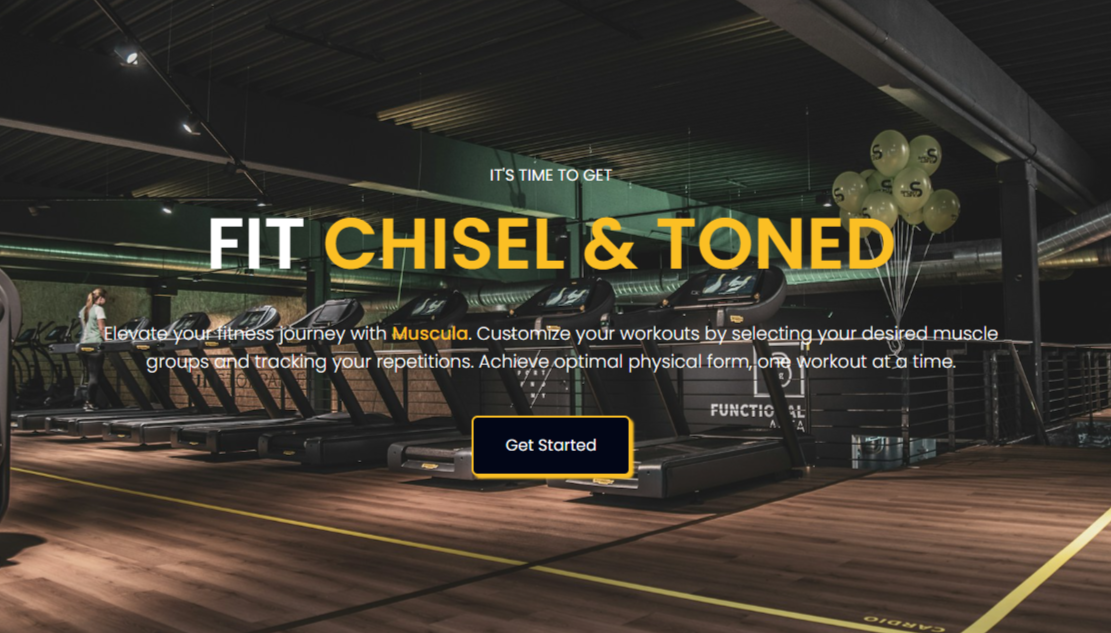 IT'S TIME TO GET
FIT CHISEL & TONED
Elevate your fitness journey with Muscula. Customize your workouts by selecting your desired muscle
groups and tracking your repetitions. Achieve optimal physical form, one workout at a time.
FUNCTIONAL
AREA
Get Started
CARDIO